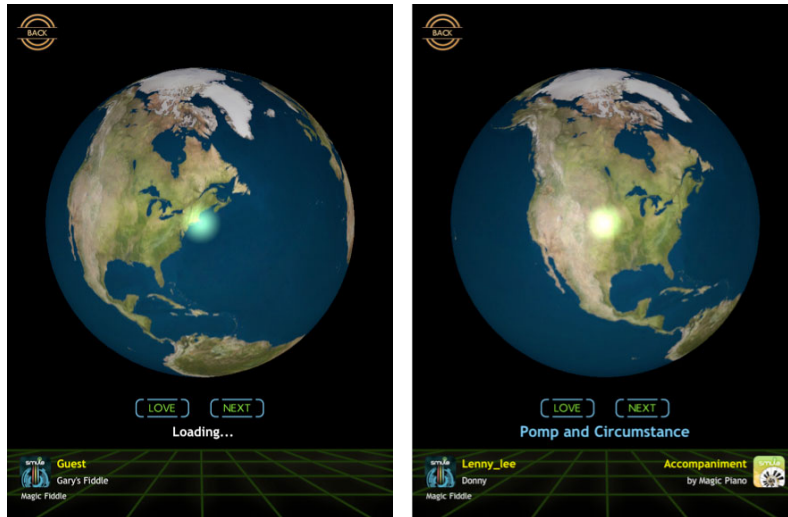 BACK
LOVE
NEXT
Loading...
smule
Guest
Gary's Fiddle
Magic Fiddle
BACK
LOVE
NEXT
Pomp and Circumstance
smule
Lenny_lee
Donny
Magic Fiddle
Accompaniment
by Magic Piano
smule